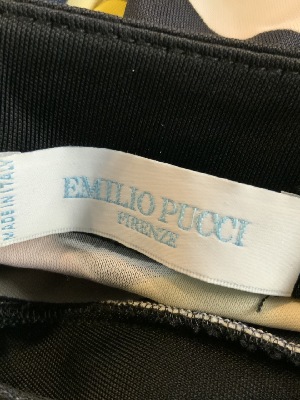 EMILIO PUCCI
FIRENZE
MADE IN ITALY